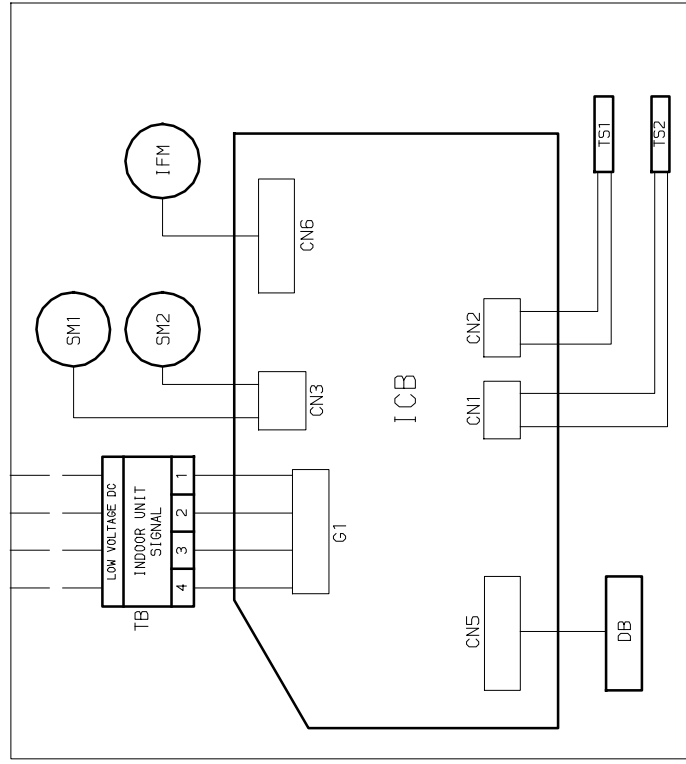 TS1
TS2
IFM
CN6
SM1
SM2
CN2
CN3
ICB
CN1
LOW VOLTAGE DC
INDOOR UNIT
SIGNAL
1
2
3
4
TB
G1
CN5
DB